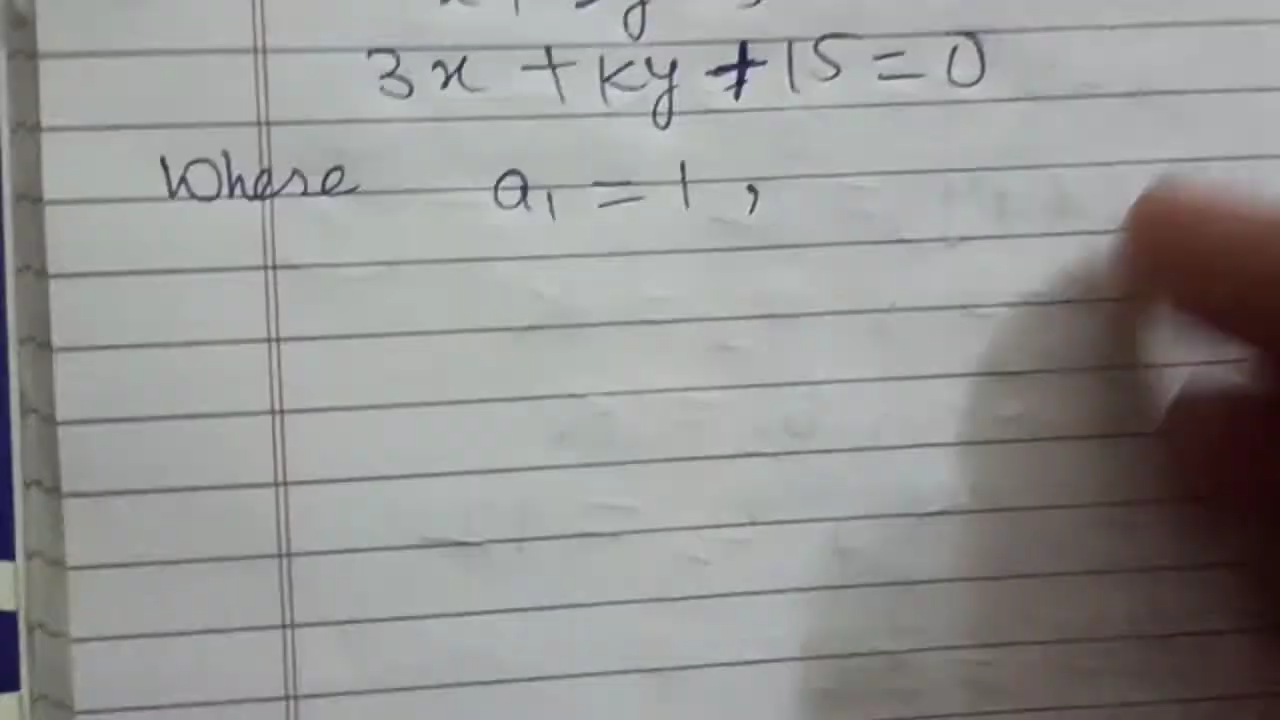 3x + ky + 15 = 0
Where a₁ = 1 ,